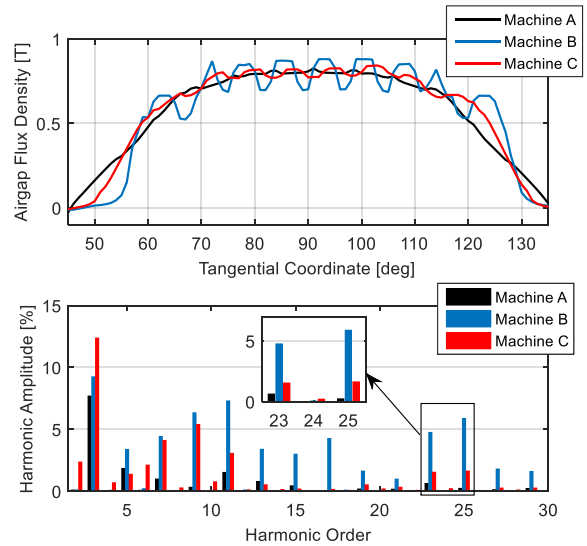 Machine A
Machine B
Machine C
Airgap Flux Density [T]
1
0.5
0
50 60 70 80 90 100 110 120 130
Tangential Coordinate [deg]
Machine A
Machine B
Machine C
Harmonic Amplitude [%]
15
10
5
0
5
0
23 24 25
5 10 15 20 25 30
Harmonic Order